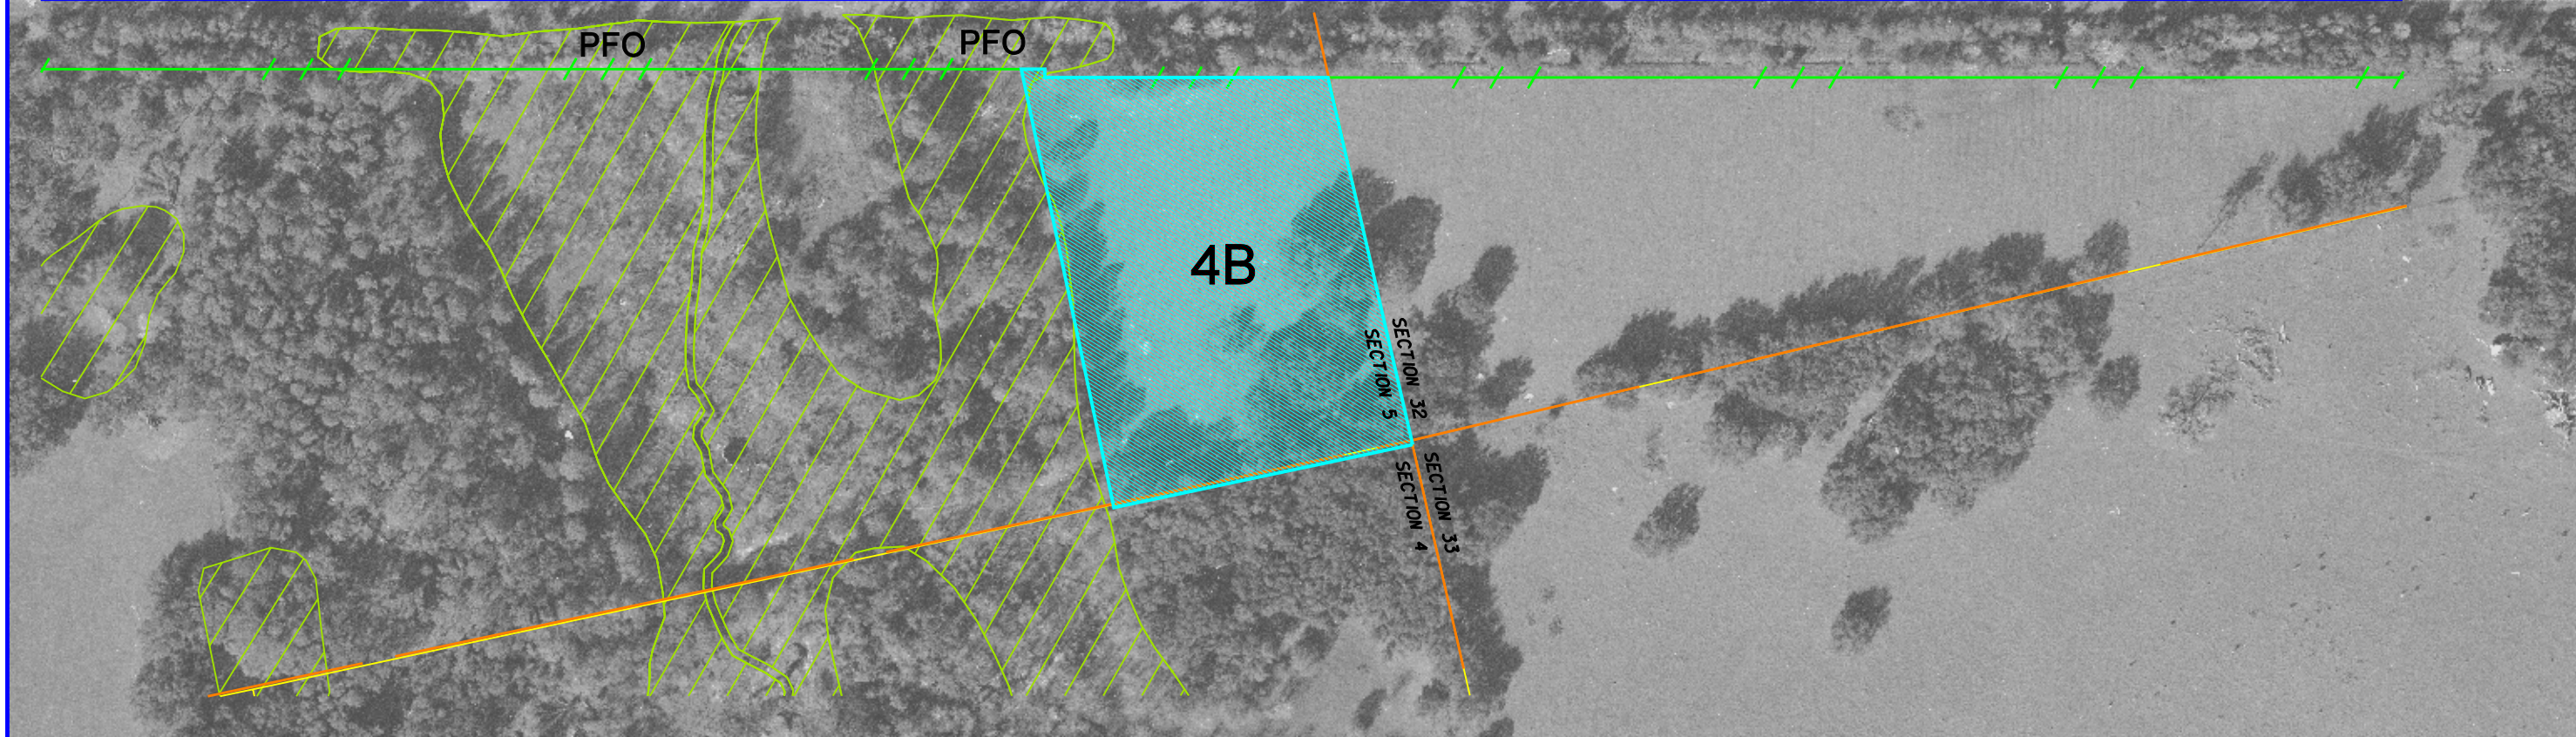 PFO
PFO
4B
SECTION 32
SECTION 5
SECTION 33
SECTION 4